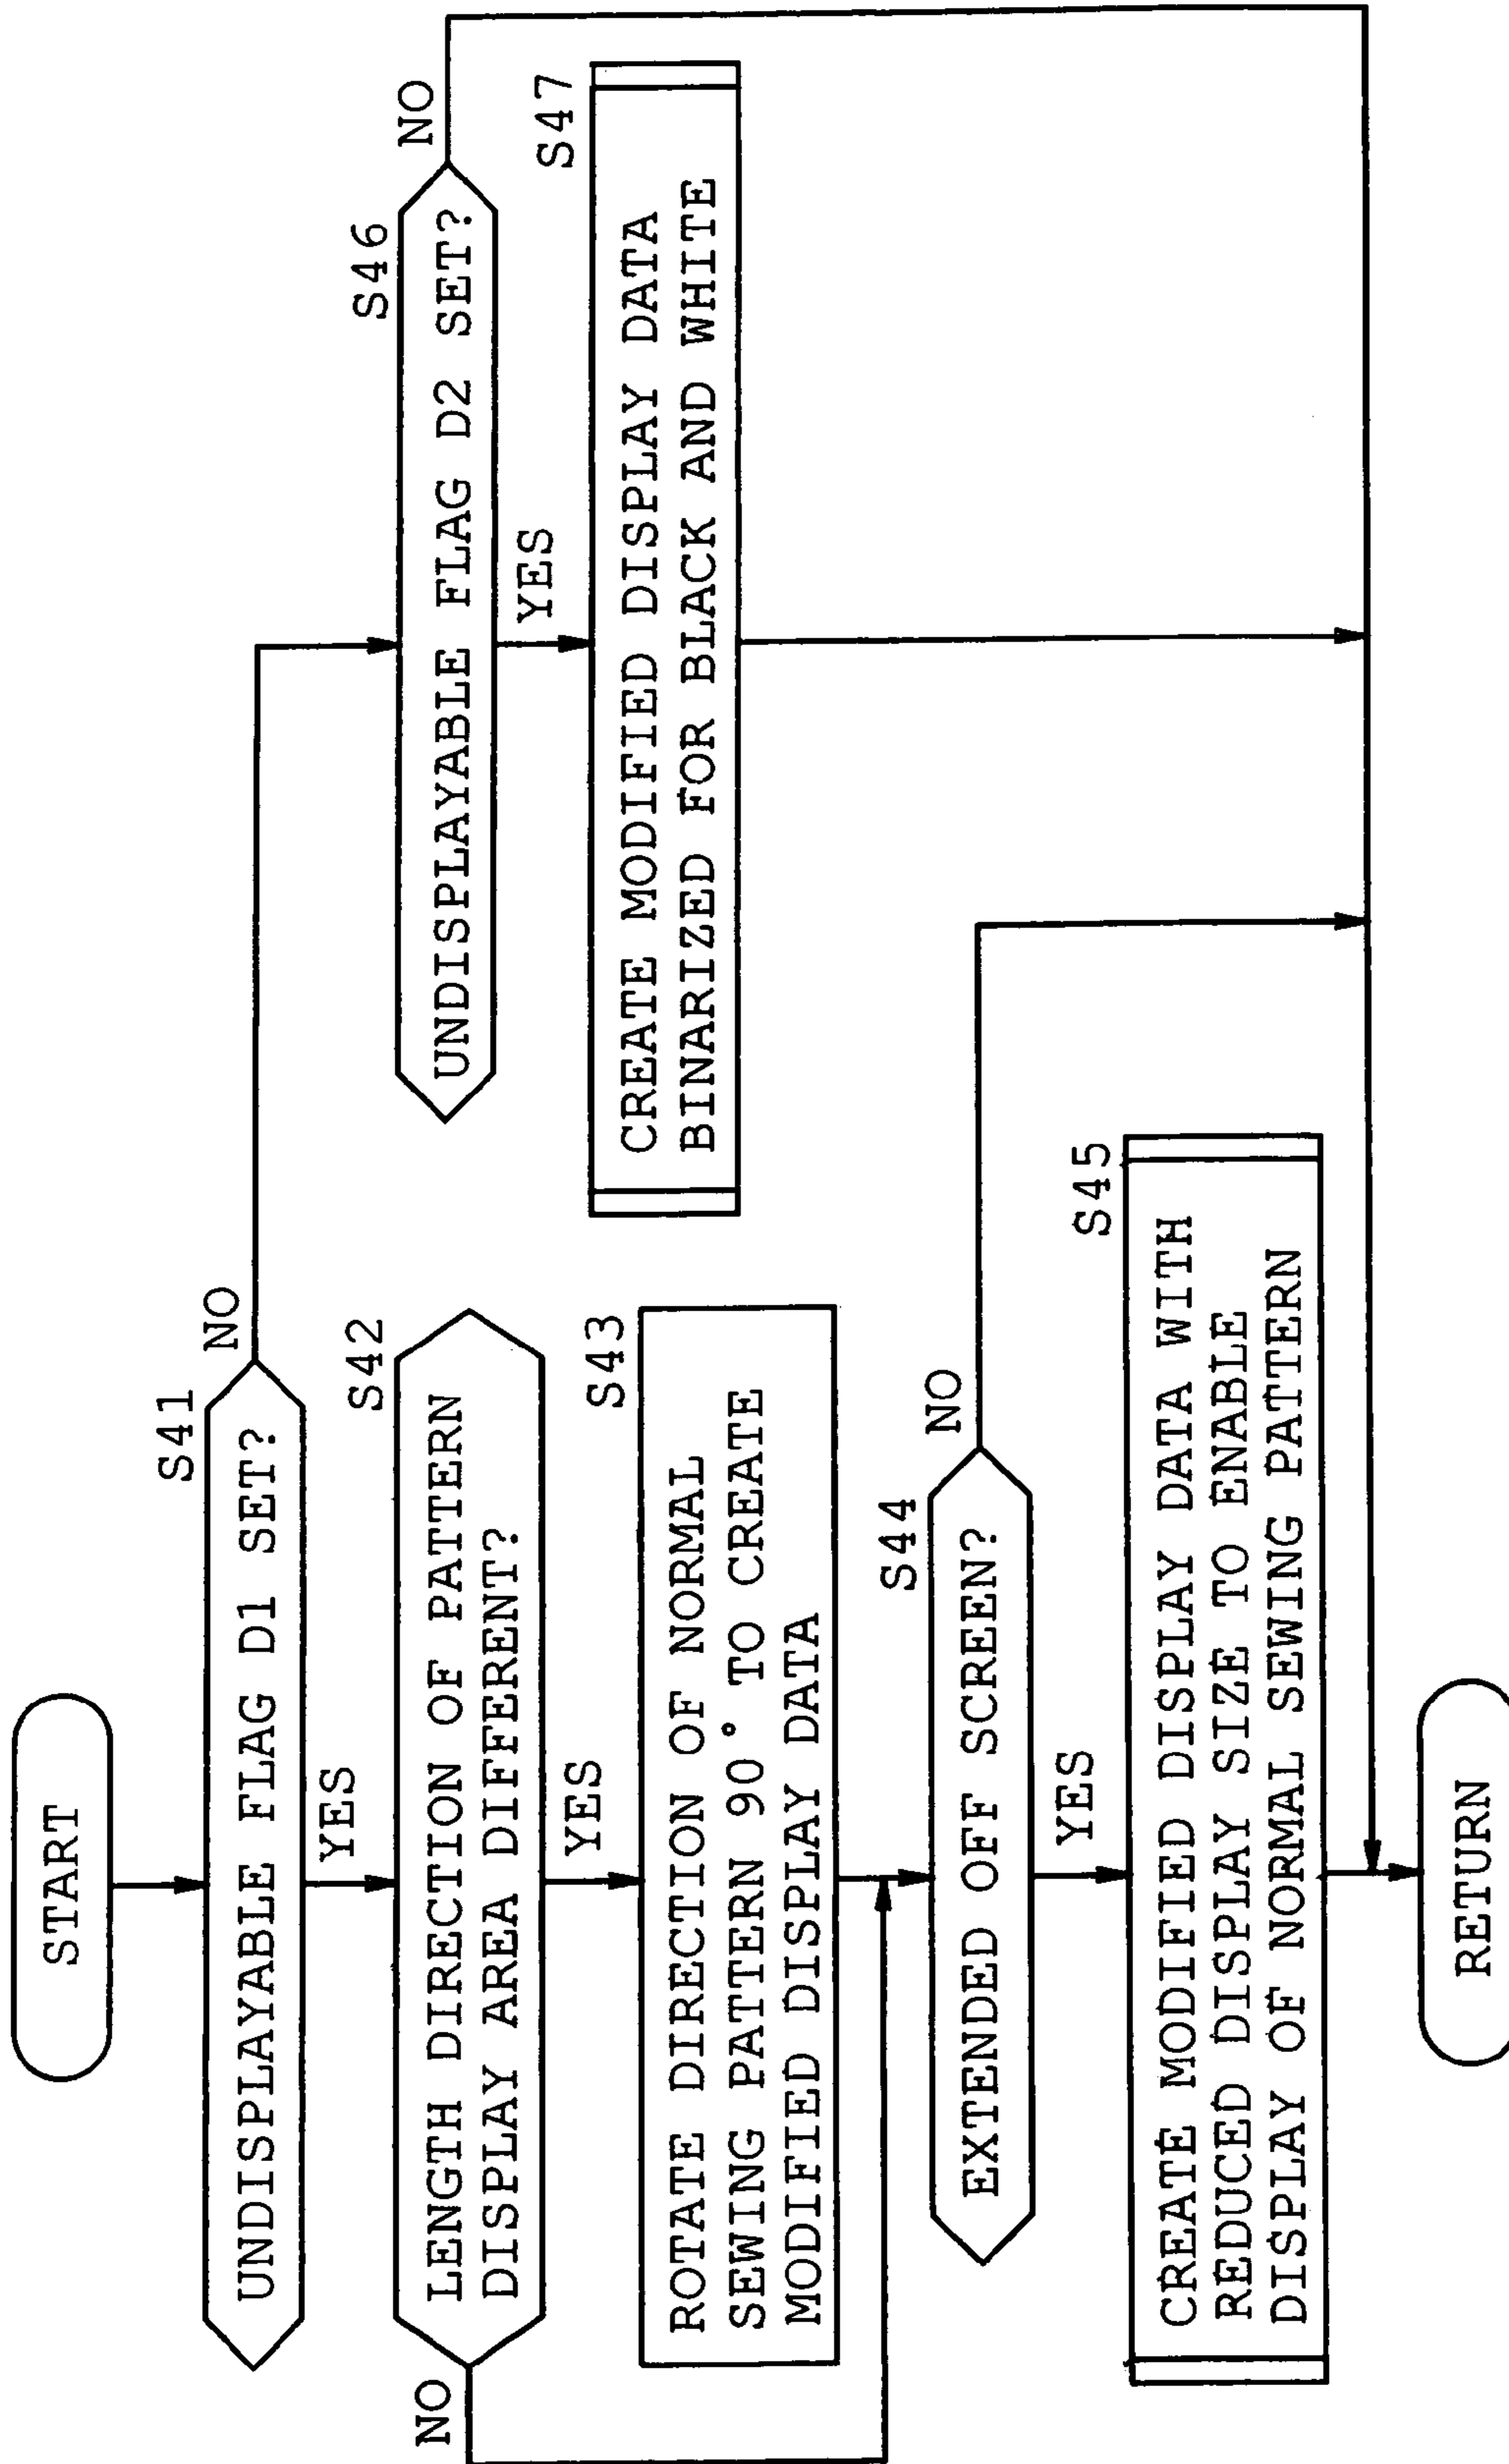 START
S41
UNDISPLAYABLE FLAG D1 SET?
NO
YES
S42
LENGTH DIRECTION OF PATTERN
DISPLAY AREA DIFFERENT?
NO
YES
S43
ROTATE DIRECTION OF NORMAL
SEWING PATTERN 90° TO CREATE
MODIFIED DISPLAY DATA
S44
EXTENDED OFF SCREEN?
NO
YES
S45
CREATE MODIFIED DISPLAY DATA WITH
REDUCED DISPLAY SIZE TO ENABLE
DISPLAY OF NORMAL SEWING PATTERN
RETURN
S46
UNDISPLAYABLE FLAG D2 SET?
NO
YES
S47
CREATE MODIFIED DISPLAY DATA
BINARIZED FOR BLACK AND WHITE